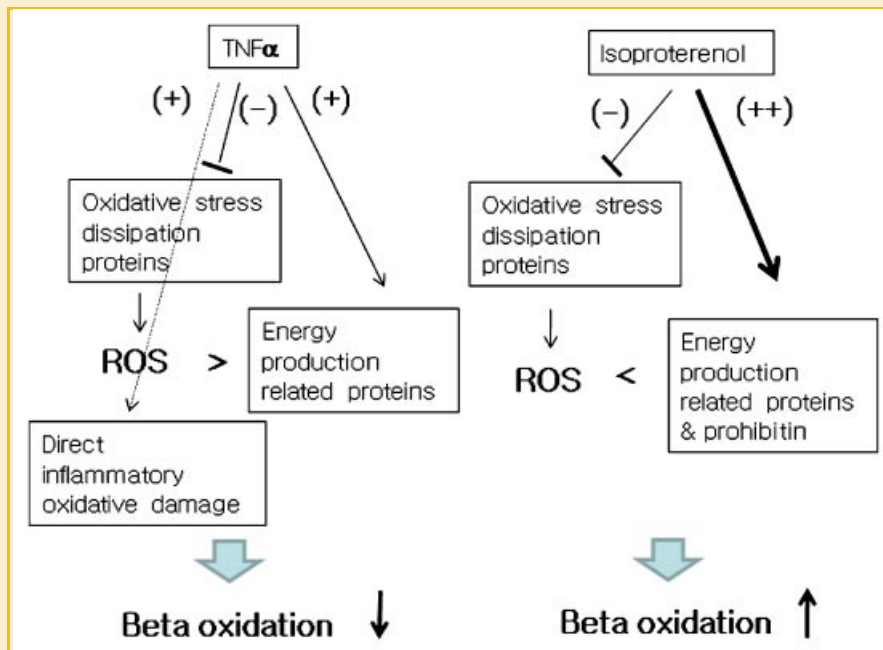 TNFα
(+)
(-)
(+)
Oxidative stress
dissipation
proteins
ROS
>
Energy
production
related proteins
Direct
inflammatory
oxidative damage
Beta oxidation
Isoproterenol
(-)
(++)
Oxidative stress
dissipation
proteins
ROS
<
Energy
production
related proteins
& prohibitin
Beta oxidation